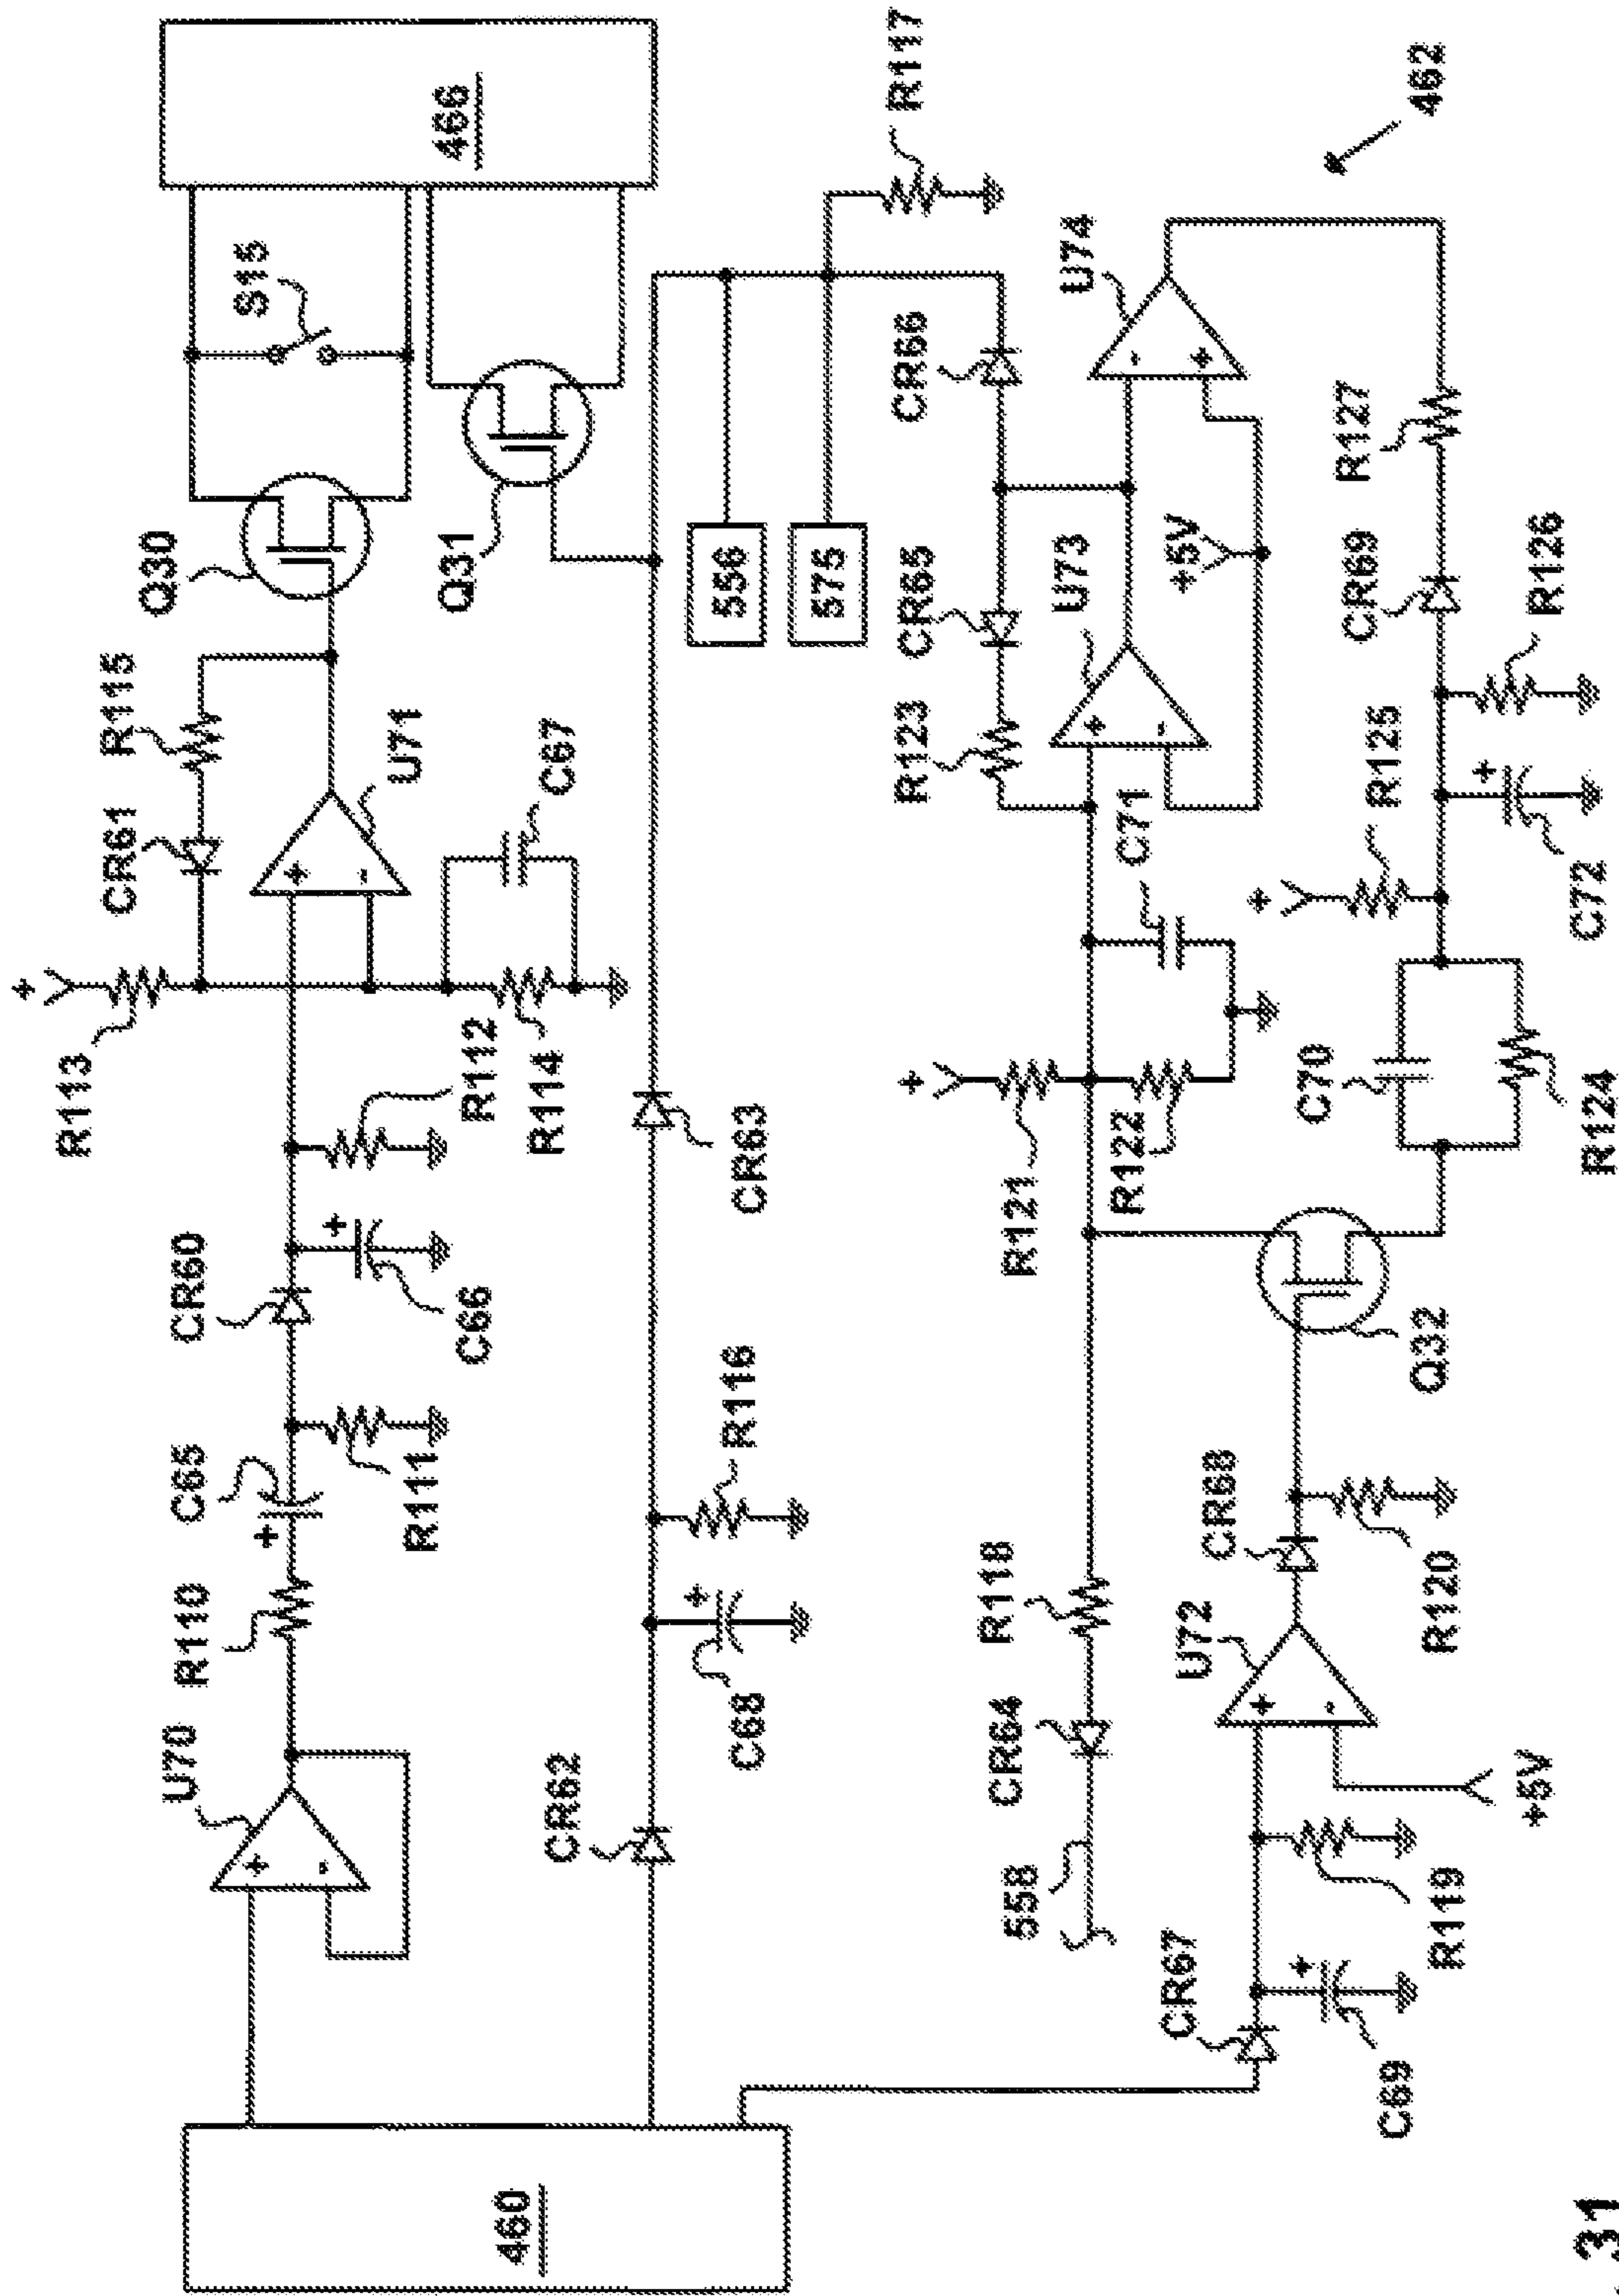 460
U70
+
-
R110
C65
+
R111
CR60
+
C66
R112
R113
+
R114
CR61
R115
+
-
U71
C67
Q30
S15
466
Q31
CR62
+
C68
R116
CR63
556
575
R117
558
CR64
R118
R121
+
R122
C71
R123
CR65
CR66
+
-
U73
+5V
-
+
U74
462
CR67
+
C69
R119
+
-
U72
+5V
CR68
R120
Q32
C70
R124
+
R125
+
C72
R126
CR69
R127
31